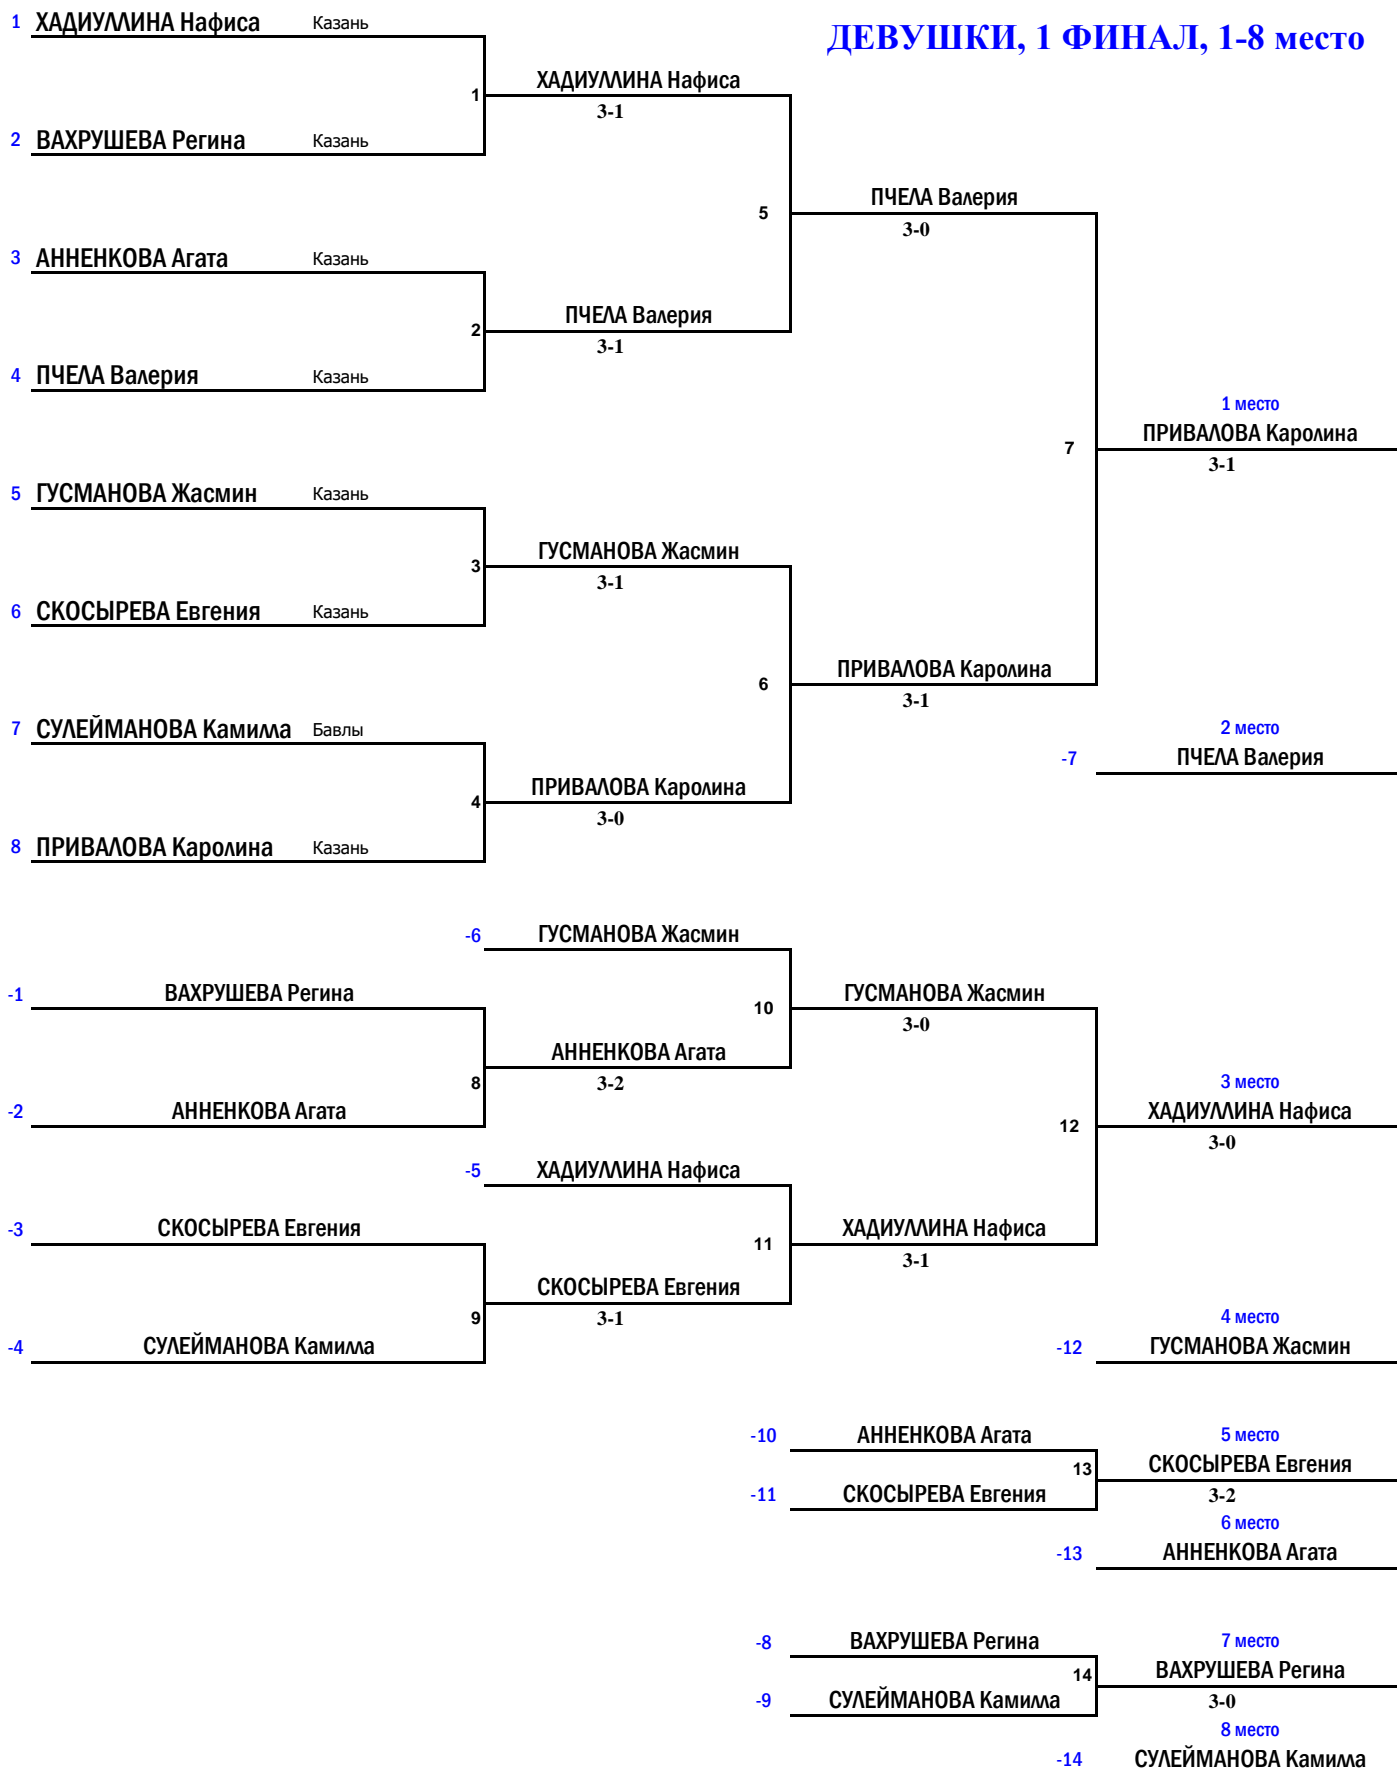 ДЕВУШКИ, 1 ФИНАЛ, 1-8 место
1 ХАДИУЛЛИНА Нафиса Казань
1 ХАДИУЛЛИНА Нафиса
3-1
2 ВАХРУШЕВА Регина Казань
5 ПЧЕЛА Валерия
3-0
3 АННЕНКОВА Агата Казань
2 ПЧЕЛА Валерия
3-1
4 ПЧЕЛА Валерия Казань
1 место
7 ПРИВАЛОВА Каролина
3-1
5 ГУСМАНОВА Жасмин Казань
3 ГУСМАНОВА Жасмин
3-1
6 СКОСЫРЕВА Евгения Казань
6 ПРИВАЛОВА Каролина
3-1
7 СУЛЕЙМАНОВА Камилла Бавлы
2 место
-7 ПЧЕЛА Валерия
4 ПРИВАЛОВА Каролина
3-0
8 ПРИВАЛОВА Каролина Казань
-6 ГУСМАНОВА Жасмин
-1 ВАХРУШЕВА Регина
10 ГУСМАНОВА Жасмин
3-0
АННЕНКОВА Агата
8 3-2
-2 АННЕНКОВА Агата
3 место
12 ХАДИУЛЛИНА Нафиса
3-0
-5 ХАДИУЛЛИНА Нафиса
-3 СКОСЫРЕВА Евгения
11 ХАДИУЛЛИНА Нафиса
3-1
СКОСЫРЕВА Евгения
9 3-1
4 место
-4 СУЛЕЙМАНОВА Камилла
-12 ГУСМАНОВА Жасмин
-10 АННЕНКОВА Агата
5 место
13 СКОСЫРЕВА Евгения
-11 СКОСЫРЕВА Евгения
3-2
6 место
-13 АННЕНКОВА Агата
-8 ВАХРУШЕВА Регина
7 место
14 ВАХРУШЕВА Регина
-9 СУЛЕЙМАНОВА Камилла
3-0
8 место
-14 СУЛЕЙМАНОВА Камилла